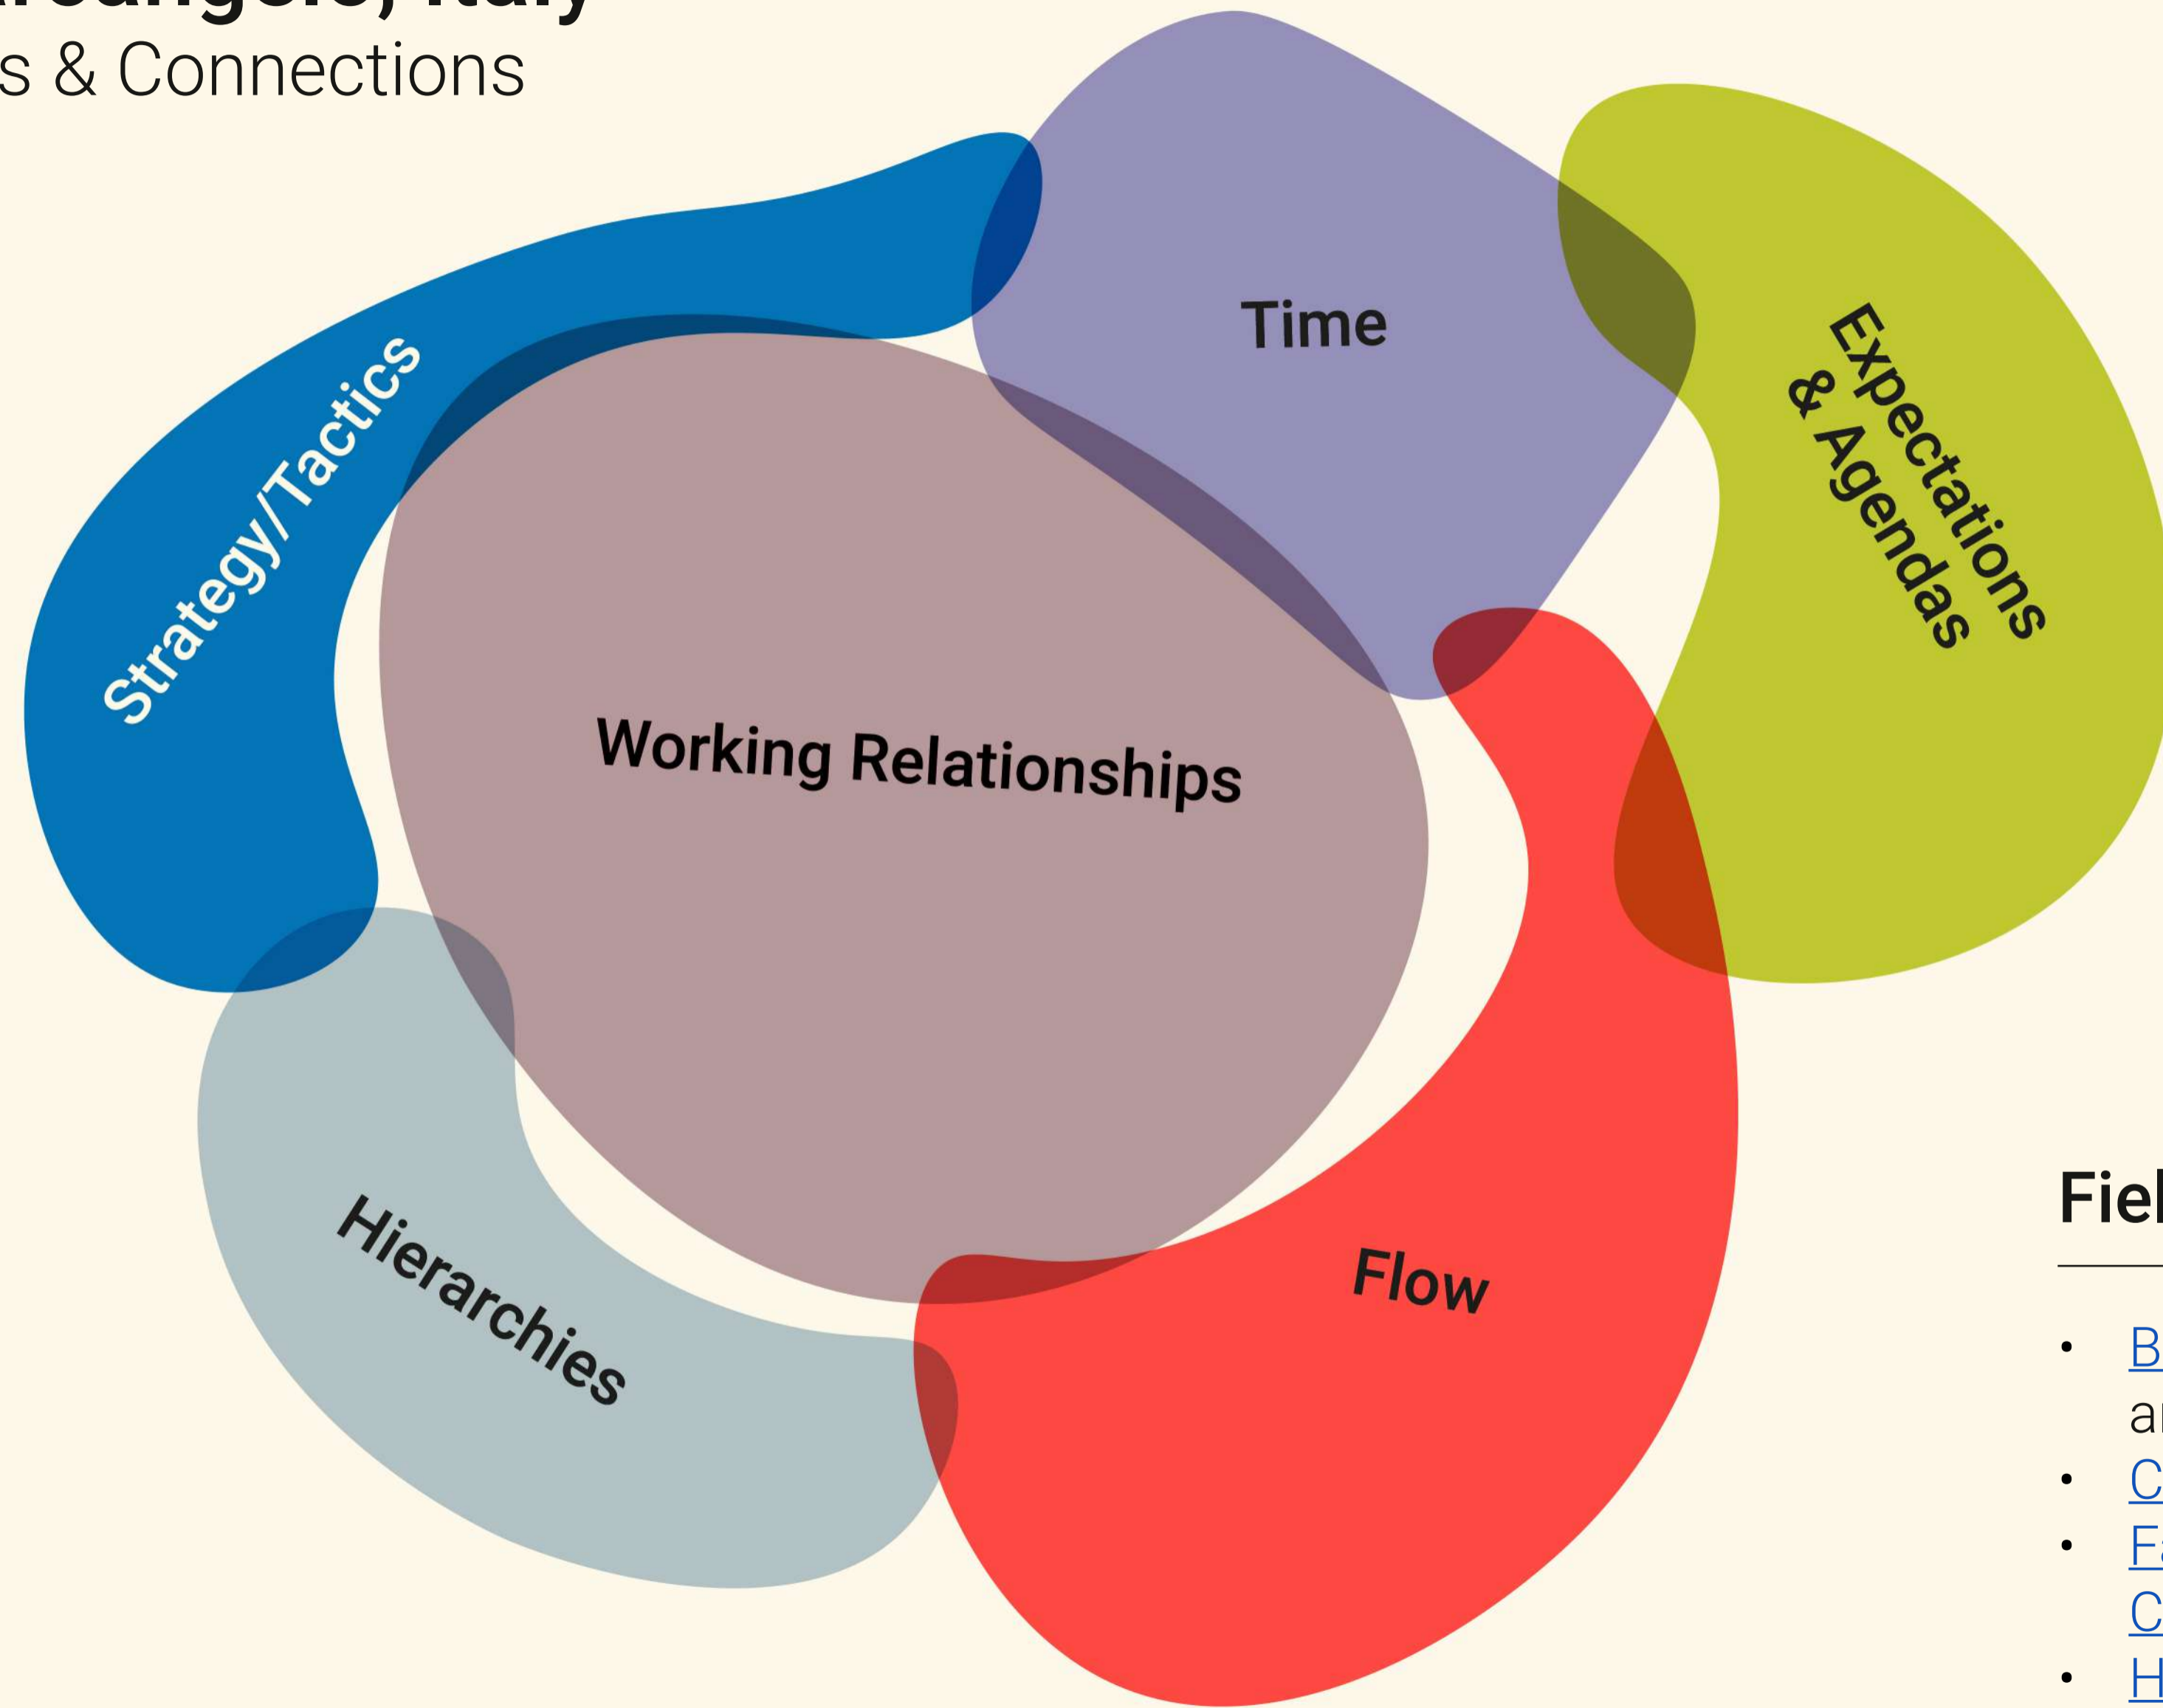 s & Connections
Time
Expectations
& Agendas
Strategy/Tactics
Working Relationships
Hierarchies
Flow